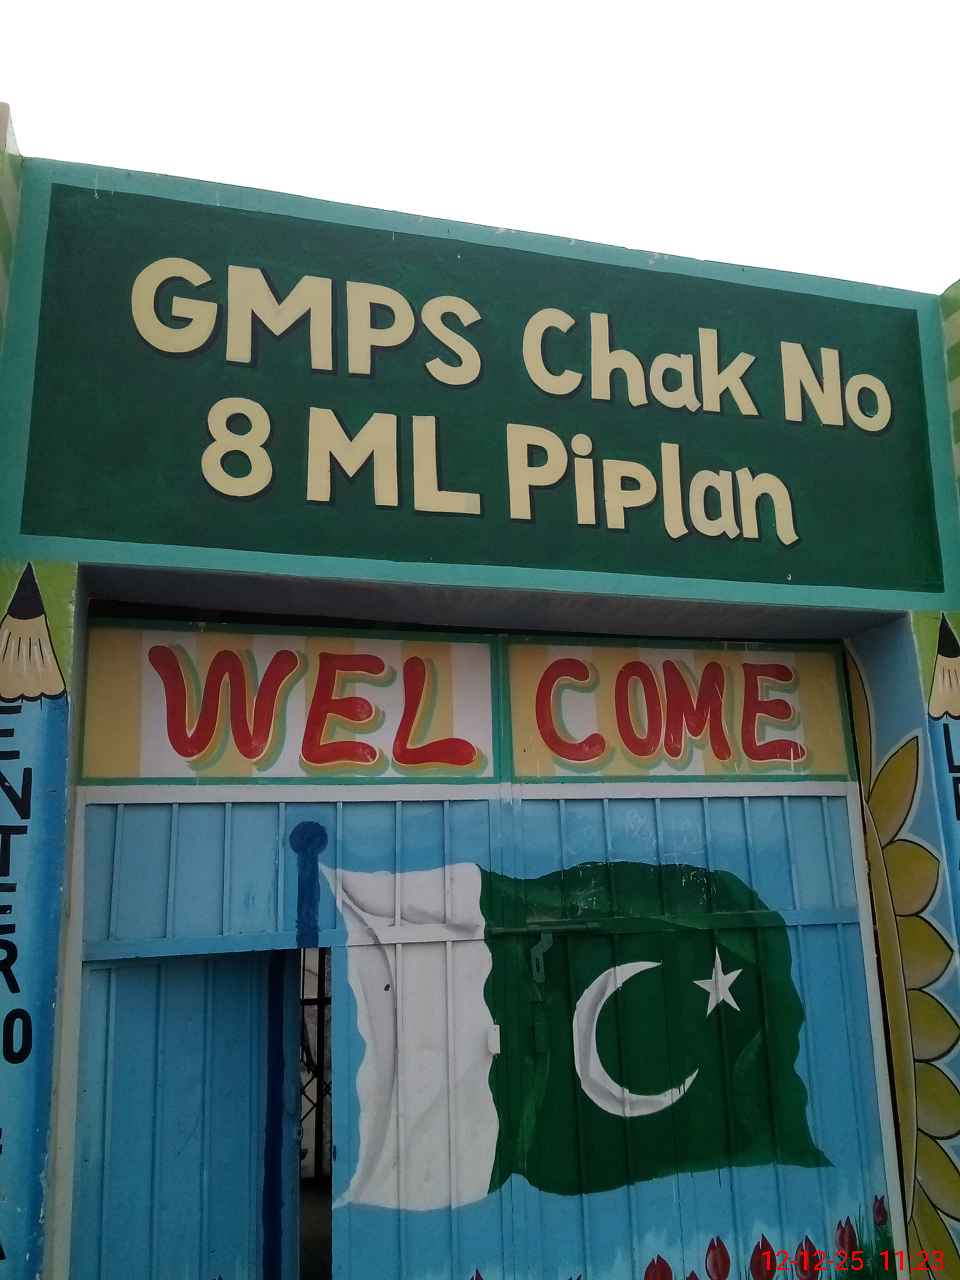 GMPS Chak No
8 ML Piplan
WEL COME
12-12-25 11:23